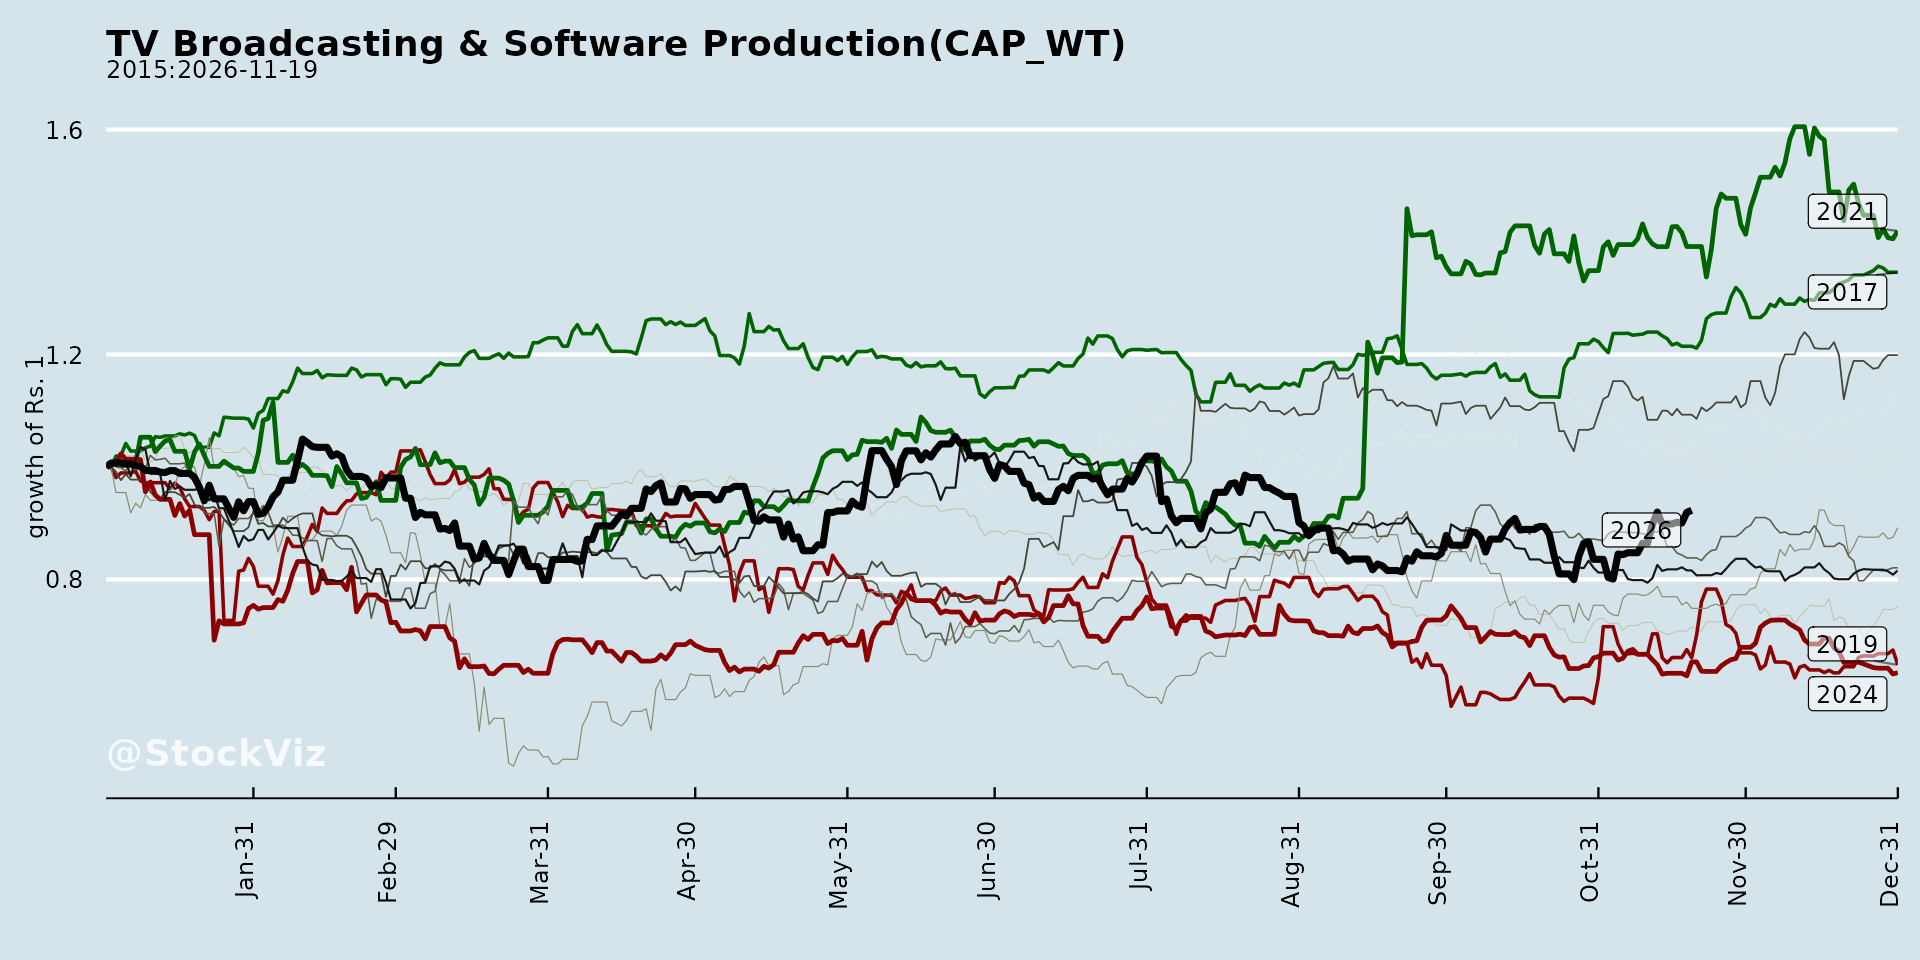 TV Broadcasting & Software Production(CAP_WT)
2015:2026-11-19
growth of Rs. 1
1.6
1.2
0.8
2021
2017
2026
2019
2024
@StockViz
Jan-31
Feb-29
Mar-31
Apr-30
May-31
Jun-30
Jul-31
Aug-31
Sep-30
Oct-31
Nov-30
Dec-31